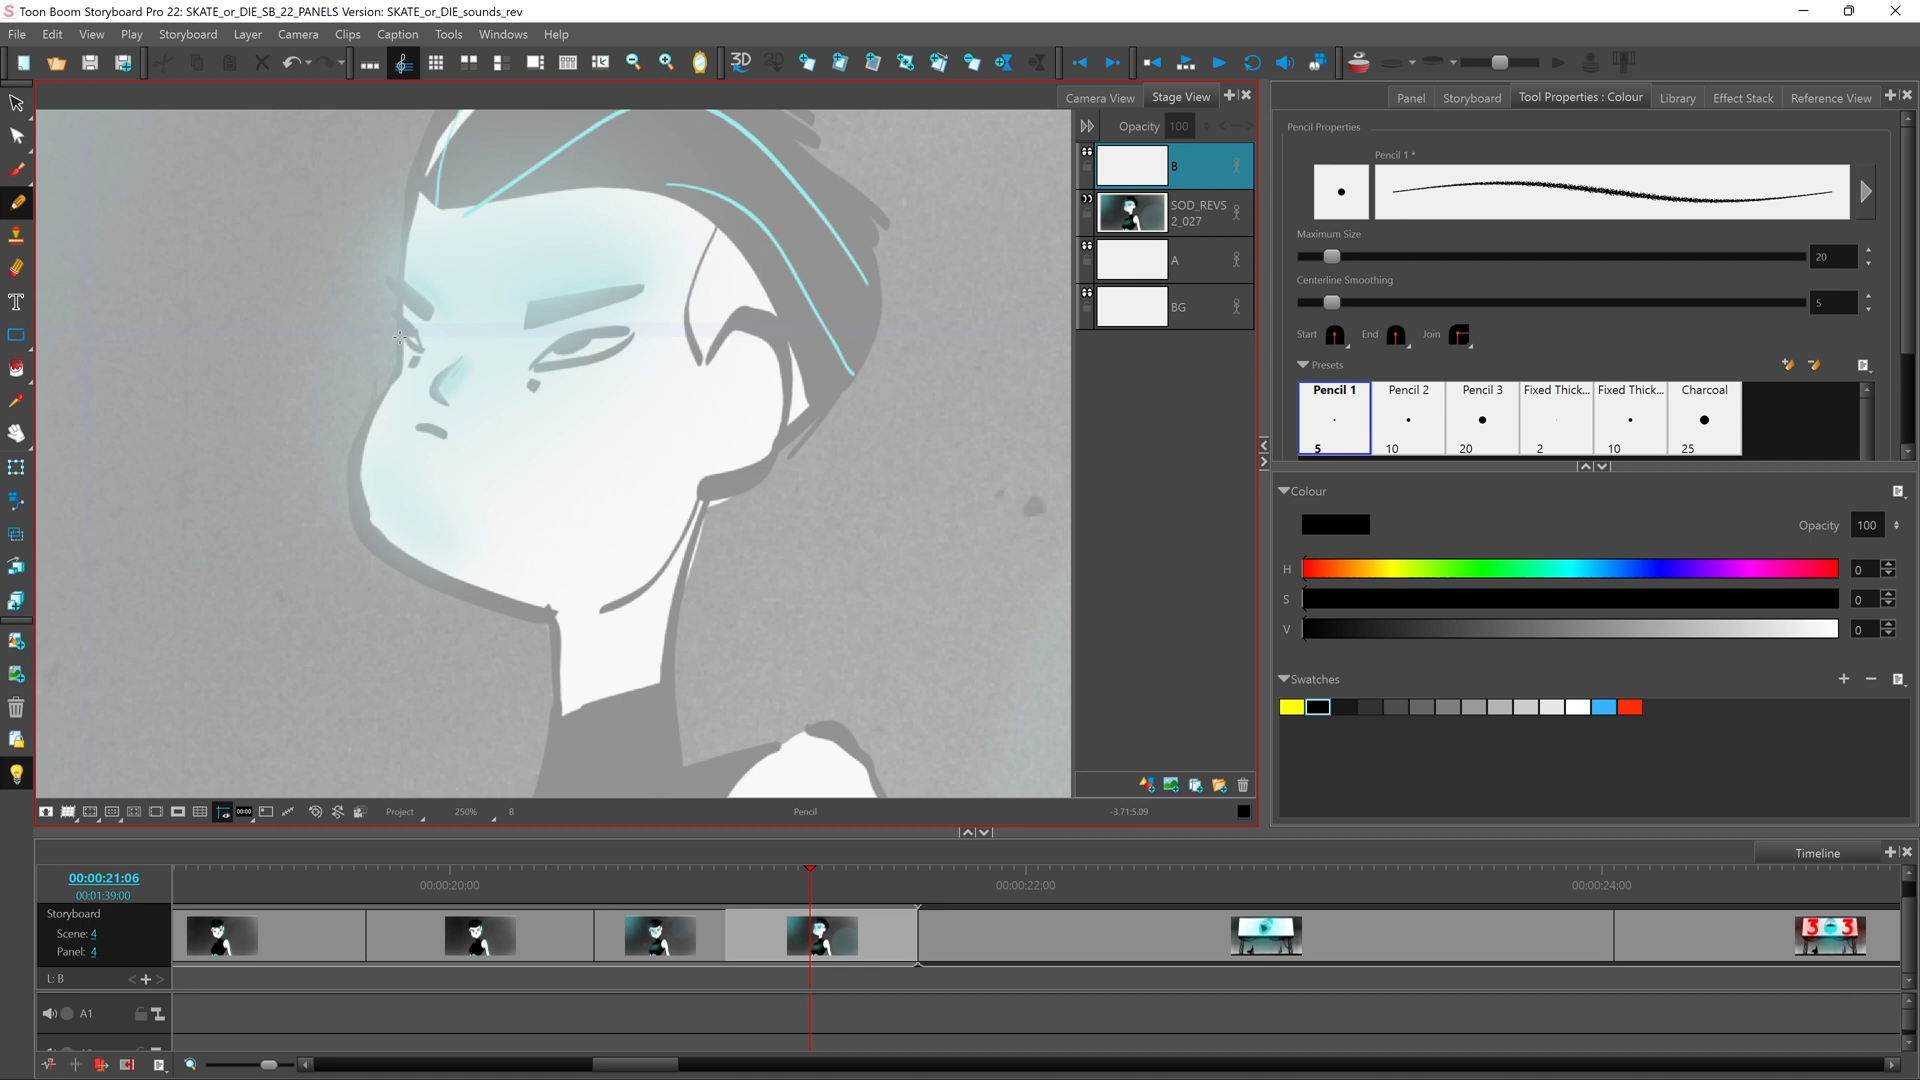 Toon Boom Storyboard Pro 22: SKATE_or_DIE_SB_22_PANELS Version: SKATE_or_DIE_sounds_rev
File Edit View Play Storyboard Layer Camera Clips Caption Tools Windows Help
3D
Camera View Stage View
Panel Storyboard Tool Properties : Colour Library Effect Stack Reference View
Opacity 100
B
SOD_REVS
2_027
A
BG
Pencil Properties
Pencil 1 *
Maximum Size
20
Centerline Smoothing
5
Start End Join
Presets
Pencil 1 Pencil 2 Pencil 3 Fixed Thick... Fixed Thick... Charcoal
5 10 20 2 10 25
Colour
Opacity 100
H 0
S 0
V 0
Swatches
Project 250% B Pencil -3.71:5.09
Timeline
00:00:21:06
00:01:39:00
00:00:20:00 00:00:22:00 00:00:24:00
Storyboard
Scene: 4
Panel: 4
L: B
A1